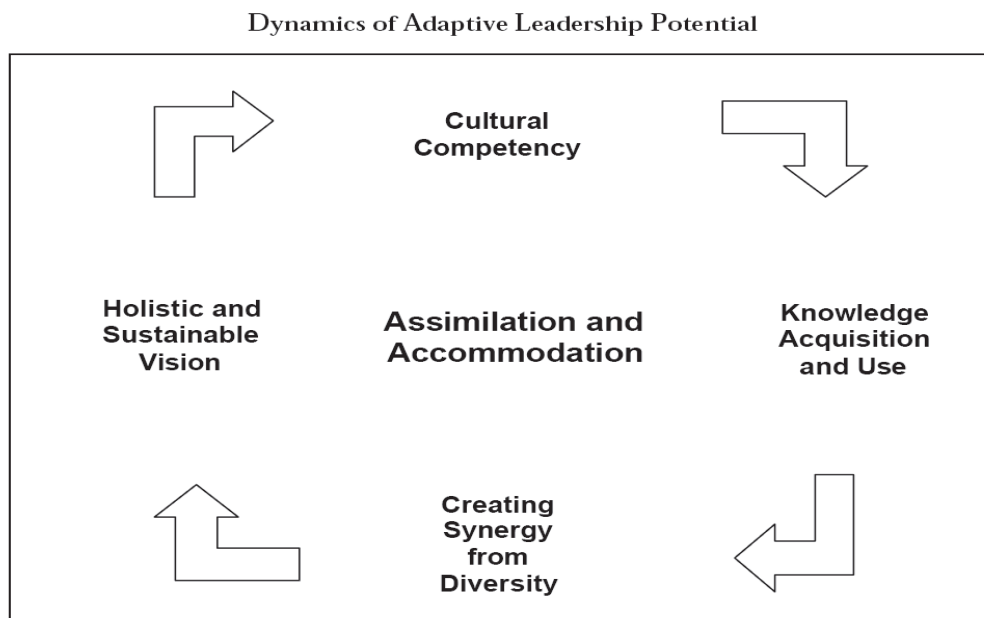 Dynamics of Adaptive Leadership Potential
Cultural
Competency
Holistic and
Sustainable
Vision
Assimilation and
Accommodation
Knowledge
Acquisition
and Use
Creating
Synergy
from
Diversity